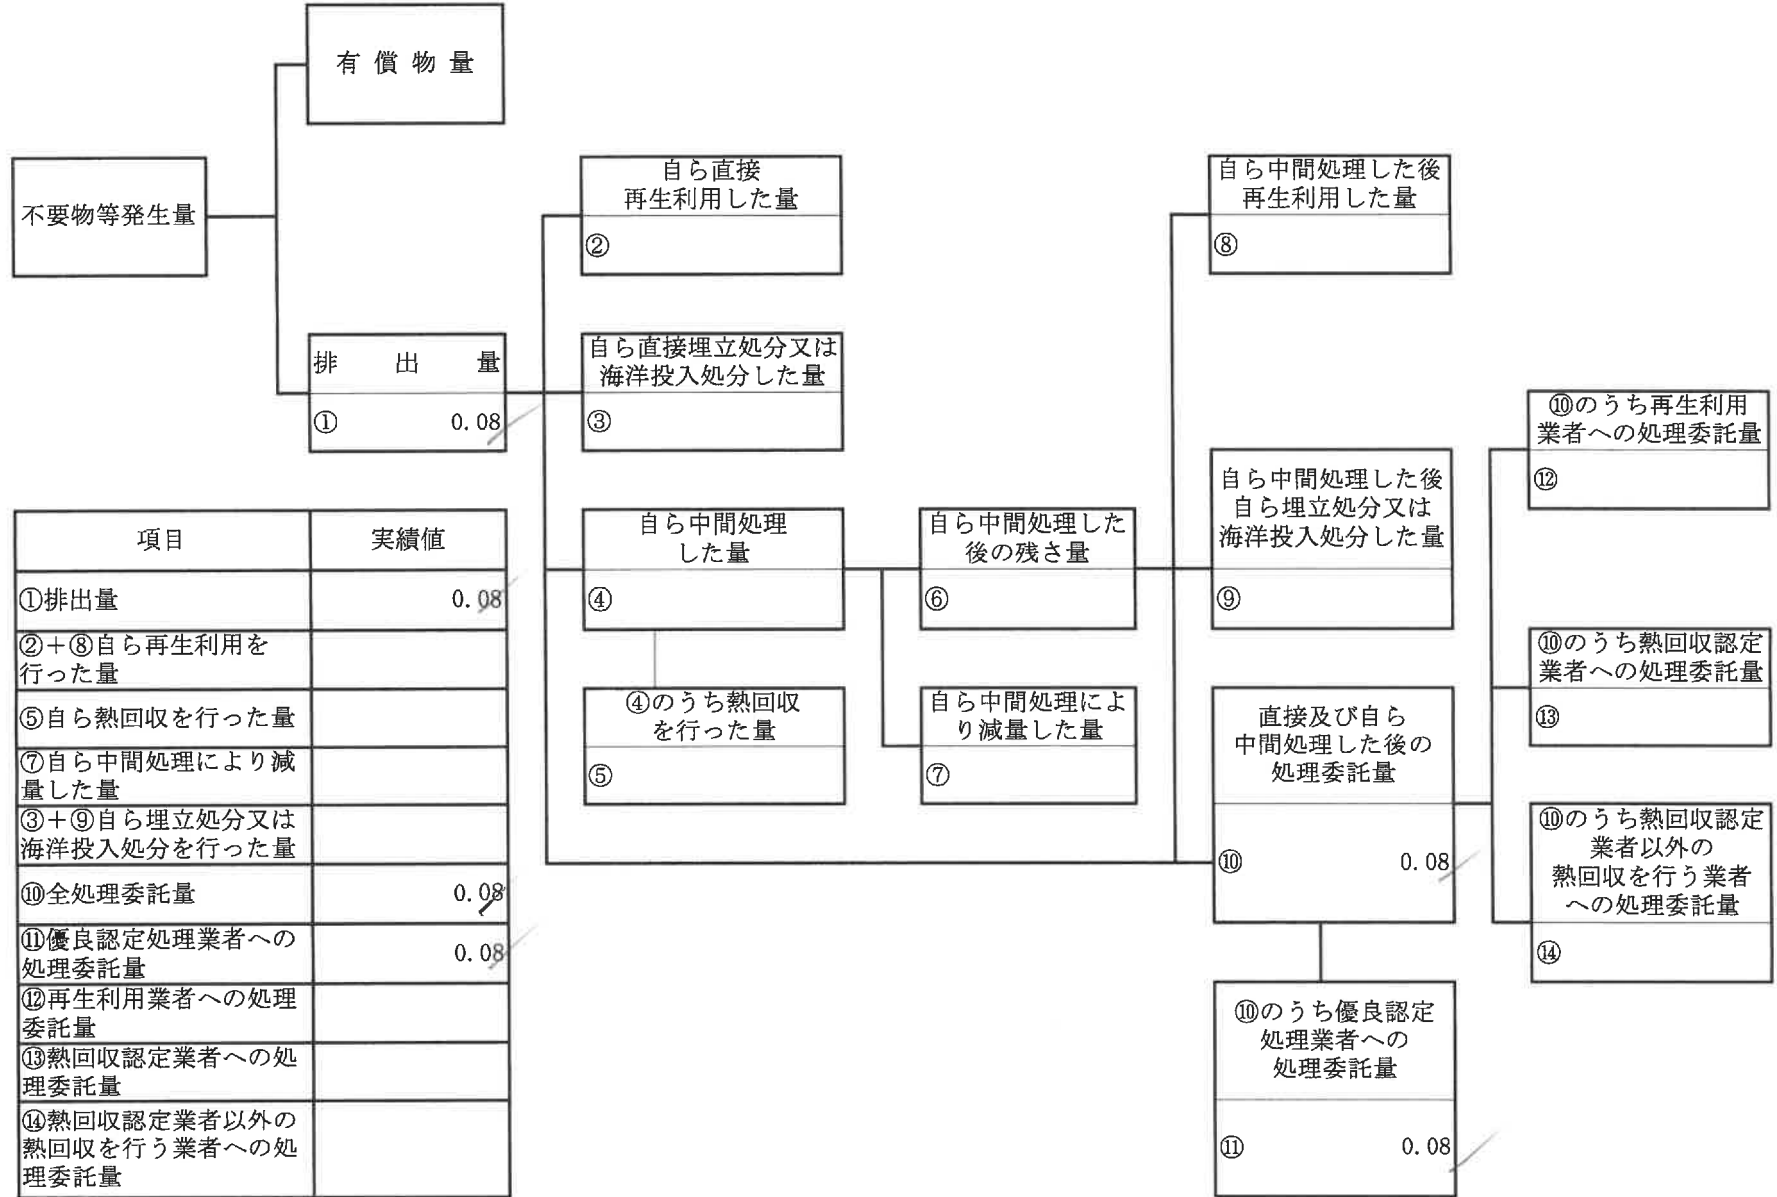 有償物量
不要物等発生量
排出量
① 0.08
自ら直接
再生利用した量
②
自ら直接埋立処分又は
海洋投入処分した量
③
自ら中間処理
した量
④
④のうち熱回収
を行った量
⑤
自ら中間処理した
後の残さ量
⑥
自ら中間処理によ
り減量した量
⑦
自ら中間処理した後
再生利用した量
⑧
自ら中間処理した後
自ら埋立処分又は
海洋投入処分した量
⑨
直接及び自ら
中間処理した後の
処理委託量
⑩ 0.08
⑩のうち優良認定
処理業者への
処理委託量
⑪ 0.08
⑩のうち再生利用
業者への処理委託量
⑫
⑩のうち熱回収認定
業者への処理委託量
⑬
⑩のうち熱回収認定
業者以外の
熱回収を行う業者
への処理委託量
⑭
項目 実績値
①排出量 0.08
②+⑧自ら再生利用を
行った量
⑤自ら熱回収を行った量
⑦自ら中間処理により減
量した量
③+⑨自ら埋立処分又は
海洋投入処分を行った量
⑩全処理委託量 0.08
⑪優良認定処理業者への
処理委託量 0.08
⑫再生利用業者への処理
委託量
⑬熱回収認定業者への処
理委託量
⑭熱回収認定業者以外の
熱回収を行う業者への処
理委託量